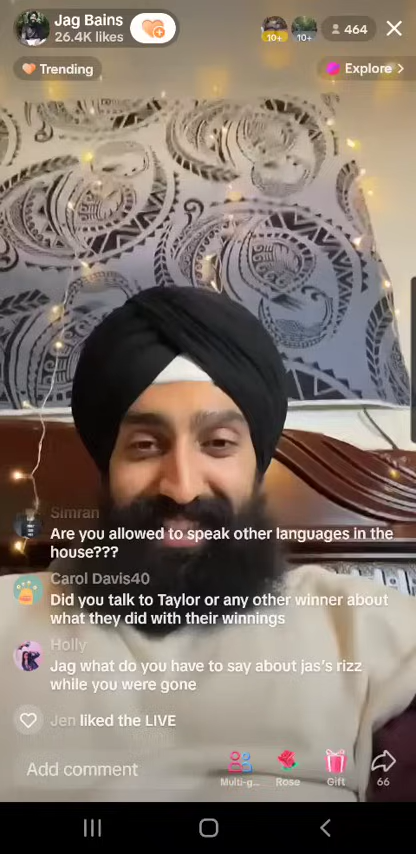 Jag Bains
26.4K likes
10+
10+
464
Trending
Explore >
Simran
Are you allowed to speak other languages in the
house???
Carol Davis40
Did you talk to Taylor or any other winner about
what they did with their winnings
Holly
Jag what do you have to say about jas's rizz
while you were gone
Jen liked the LIVE
Add comment
Multi-g...
Rose
Gift
66